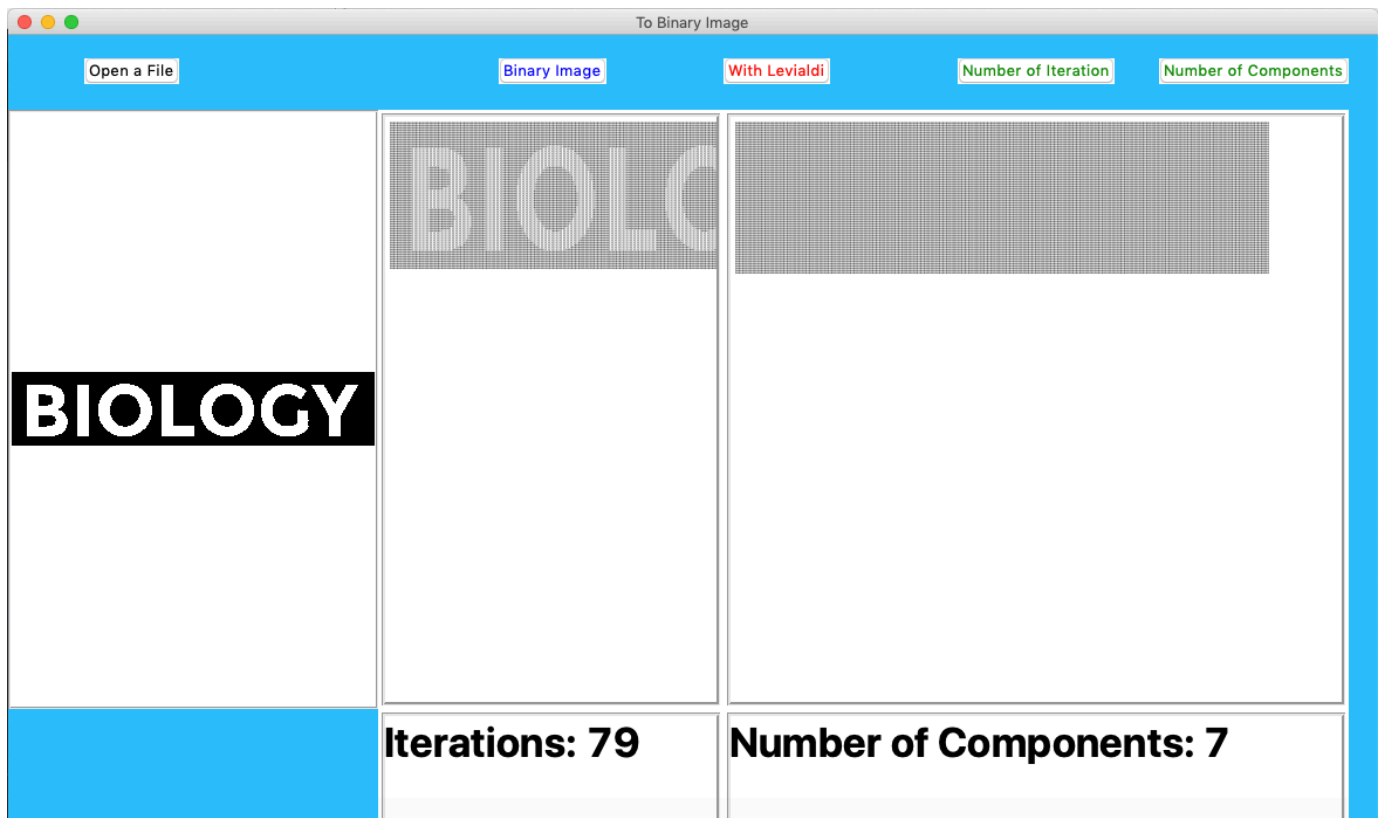 To Binary Image
Open a File
Binary Image
With Levialdi
Number of Iteration
Number of Components
BIOLO
BIOLOGY
Iterations: 79
Number of Components: 7